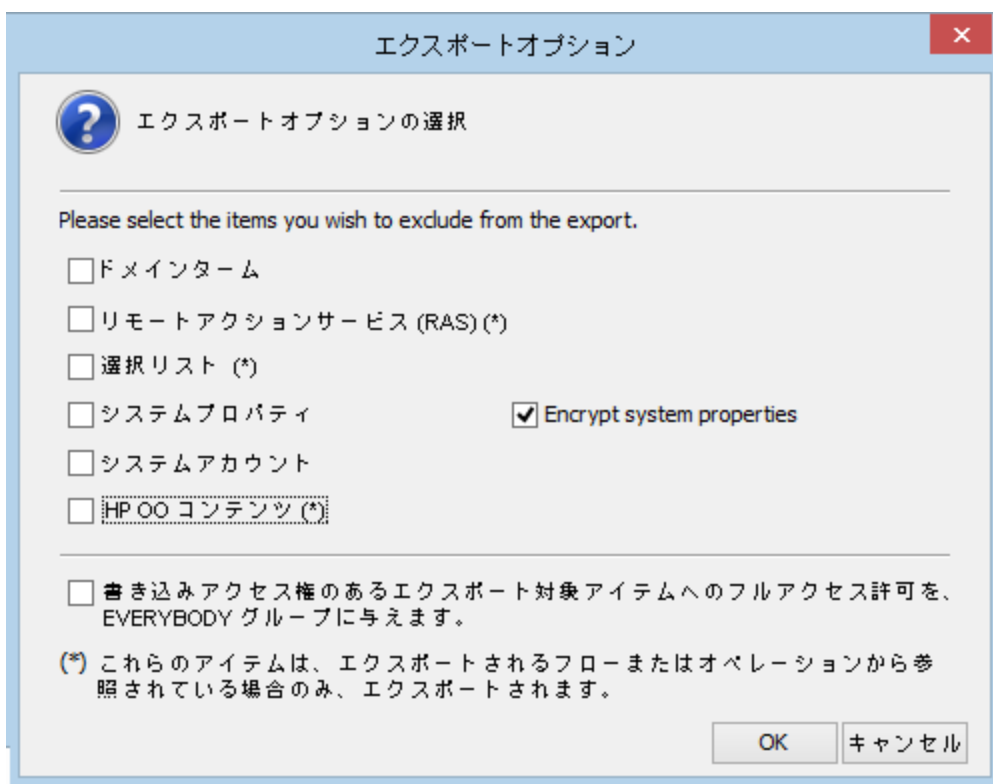 エクスポートオプション
エクスポートオプションの選択
Please select the items you wish to exclude from the export.
ドメインターム
リモートアクションサービス (RAS) (*)
選択リスト (*)
システムプロパティ
Encrypt system properties
システムアカウント
HP OO コンテンツ (*)
書き込みアクセス権のあるエクスポート対象アイテムへのフルアクセス許可を、
EVERYBODY グループに与えます。
(*) これらのアイテムは、エクスポートされるフローまたはオペレーションから参
照されている場合のみ、エクスポートされます。
OK
キャンセル